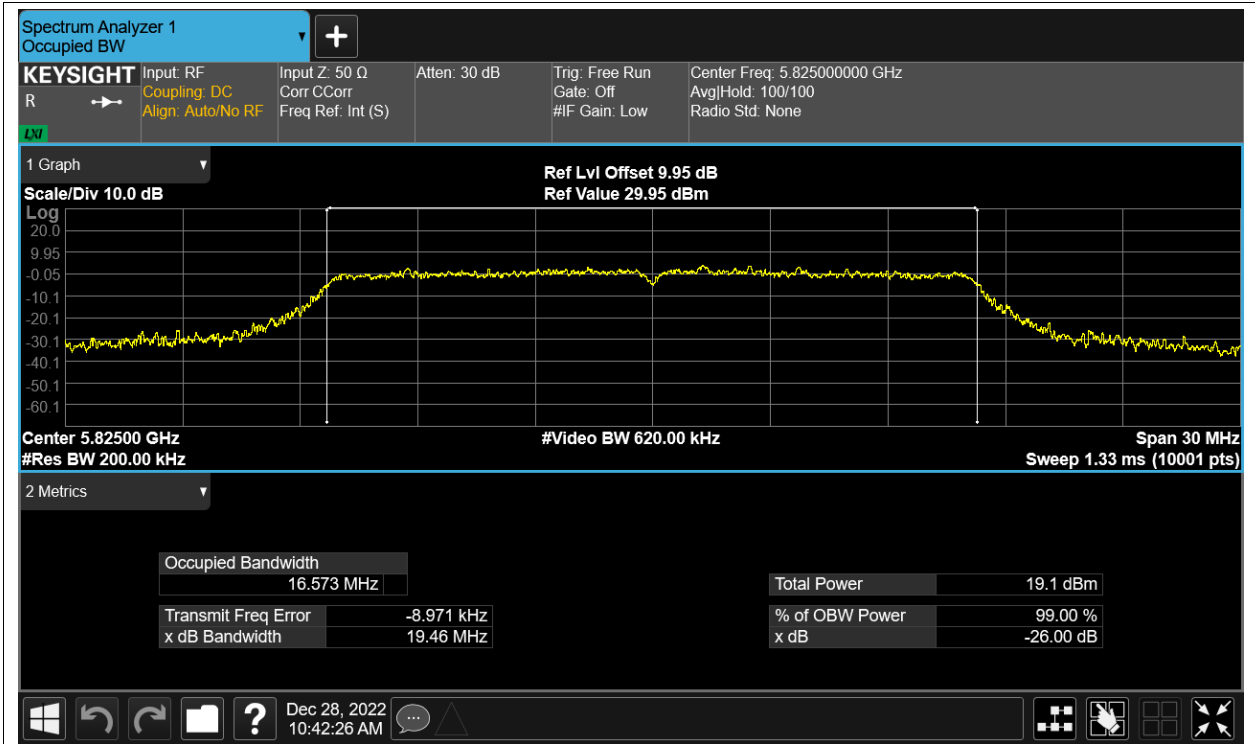 Spectrum Analyzer 1
Occupied BW
KEYSIGHT
R
LXI
Input: RF
Coupling: DC
Align: Auto/No RF
Input Z: 50 Ω
Corr CCorr
Freq Ref: Int (S)
Atten: 30 dB
Trig: Free Run
Gate: Off
#IF Gain: Low
Center Freq: 5.825000000 GHz
Avg|Hold: 100/100
Radio Std: None
1 Graph
Scale/Div 10.0 dB
Ref Lvl Offset 9.95 dB
Ref Value 29.95 dBm
Log
20.0
9.95
-0.05
-10.1
-20.1
-30.1
-40.1
-50.1
-60.1
Center 5.82500 GHz
#Video BW 620.00 kHz
Span 30 MHz
#Res BW 200.00 kHz
Sweep 1.33 ms (10001 pts)
2 Metrics
Occupied Bandwidth
16.573 MHz
Total Power 19.1 dBm
Transmit Freq Error -8.971 kHz
% of OBW Power 99.00 %
x dB Bandwidth 19.46 MHz
x dB -26.00 dB
?
Dec 28, 2022
10:42:26 AM